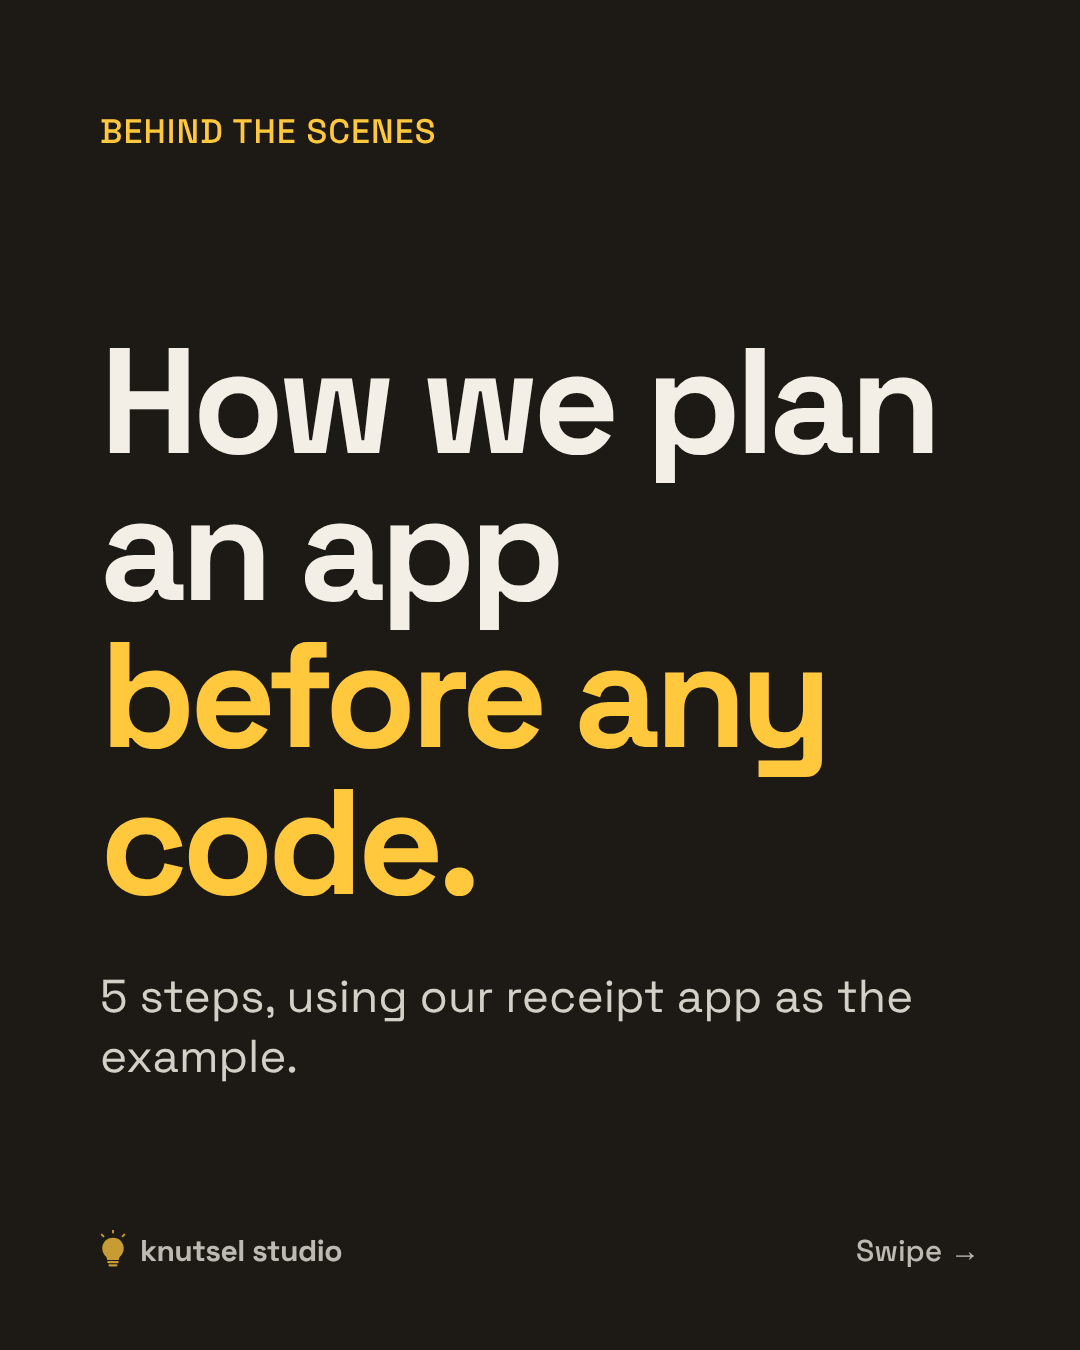 BEHIND THE SCENES
How we plan
an app
before any
code.
5 steps, using our receipt app as the
example.
knutsel studio
Swipe →